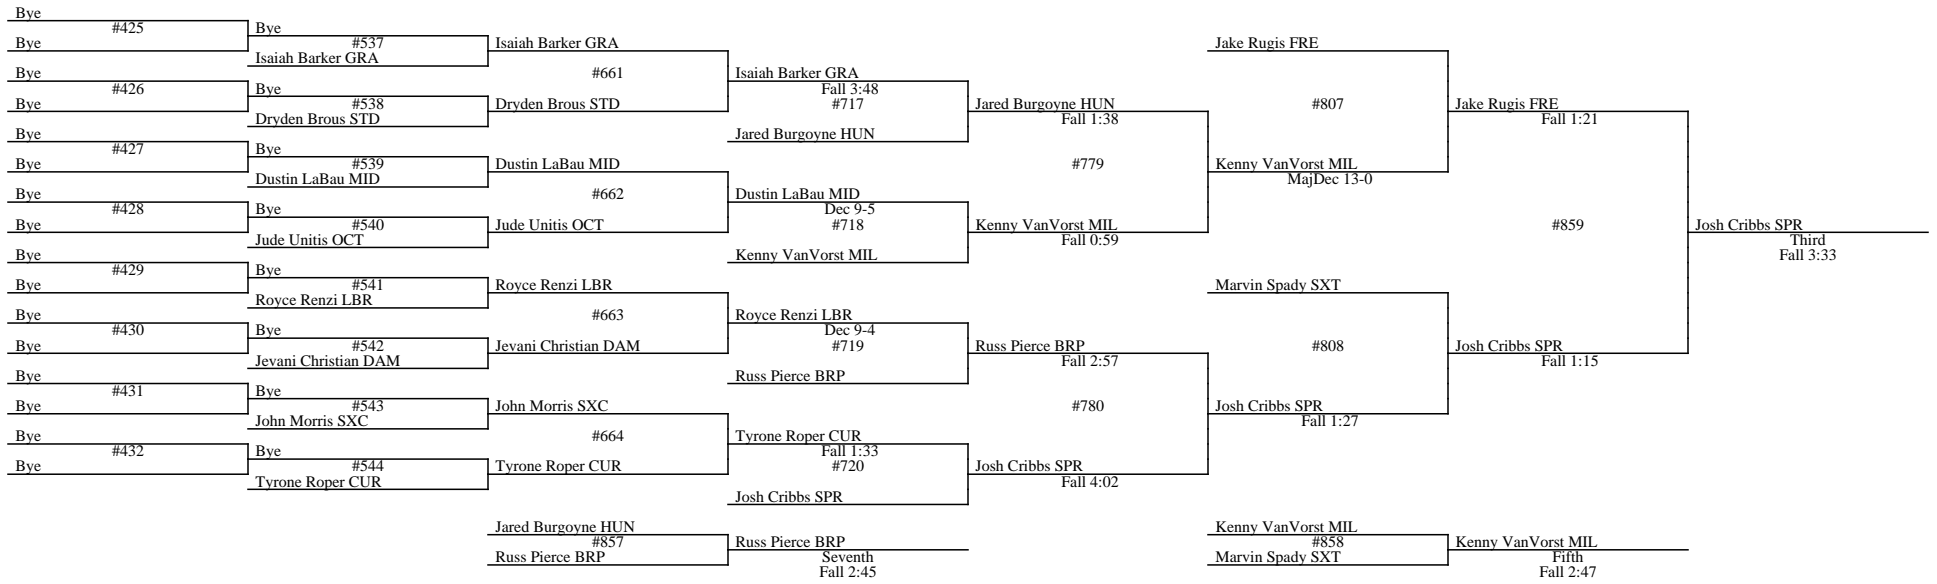 Bye
#425
Bye
Bye
#426
Bye
Bye
#427
Bye
Bye
#428
Bye
Bye
#429
Bye
Bye
#430
Bye
Bye
#431
Bye
Bye
#432
Bye
Bye
#537
Isaiah Barker GRA
Bye
#538
Dryden Brous STD
Bye
#539
Dustin LaBau MID
Bye
#540
Jude Unitis OCT
Bye
#541
Royce Renzi LBR
Bye
#542
Jevani Christian DAM
Bye
#543
John Morris SXC
Bye
#544
Tyrone Roper CUR
Isaiah Barker GRA
#661
Dryden Brous STD
Dustin LaBau MID
#662
Jude Unitis OCT
Royce Renzi LBR
#663
Jevani Christian DAM
John Morris SXC
#664
Tyrone Roper CUR
Isaiah Barker GRA
Fall 3:48
#717
Jared Burgoyne HUN
Dustin LaBau MID
Dec 9-5
#718
Kenny VanVorst MIL
Royce Renzi LBR
Dec 9-4
#719
Russ Pierce BRP
Tyrone Roper CUR
Fall 1:33
#720
Josh Cribbs SPR
Jared Burgoyne HUN
Fall 1:38
#779
Kenny VanVorst MIL
Fall 0:59
Russ Pierce BRP
Fall 2:57
#780
Josh Cribbs SPR
Fall 4:02
Jake Rugis FRE
#807
Kenny VanVorst MIL
MajDec 13-0
Marvin Spady SXT
#808
Josh Cribbs SPR
Fall 1:27
Jake Rugis FRE
Fall 1:21
#859
Josh Cribbs SPR
Fall 1:15
Josh Cribbs SPR
Third
Fall 3:33
Jared Burgoyne HUN
#857
Russ Pierce BRP
Russ Pierce BRP
Seventh
Fall 2:45
Kenny VanVorst MIL
#858
Marvin Spady SXT
Kenny VanVorst MIL
Fifth
Fall 2:47